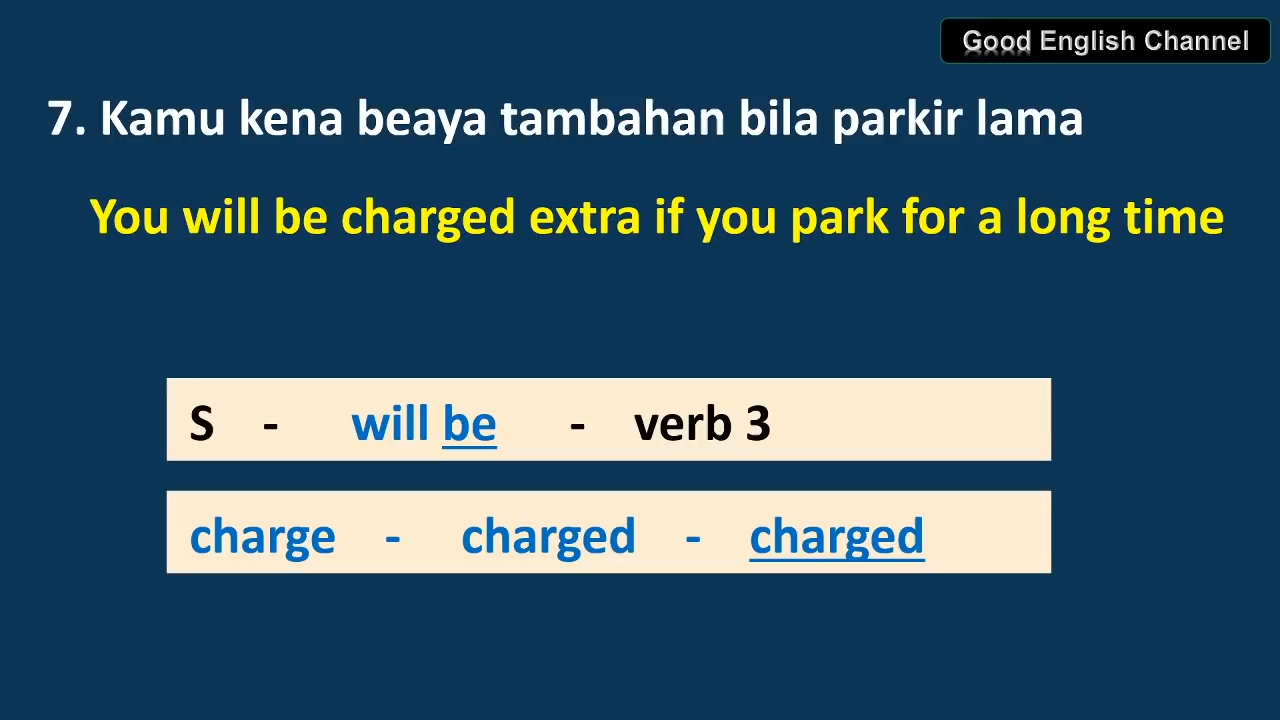 Good English Channel
7. Kamu kena beaya tambahan bila parkir lama
You will be charged extra if you park for a long time
S - will be - verb 3
charge - charged - charged